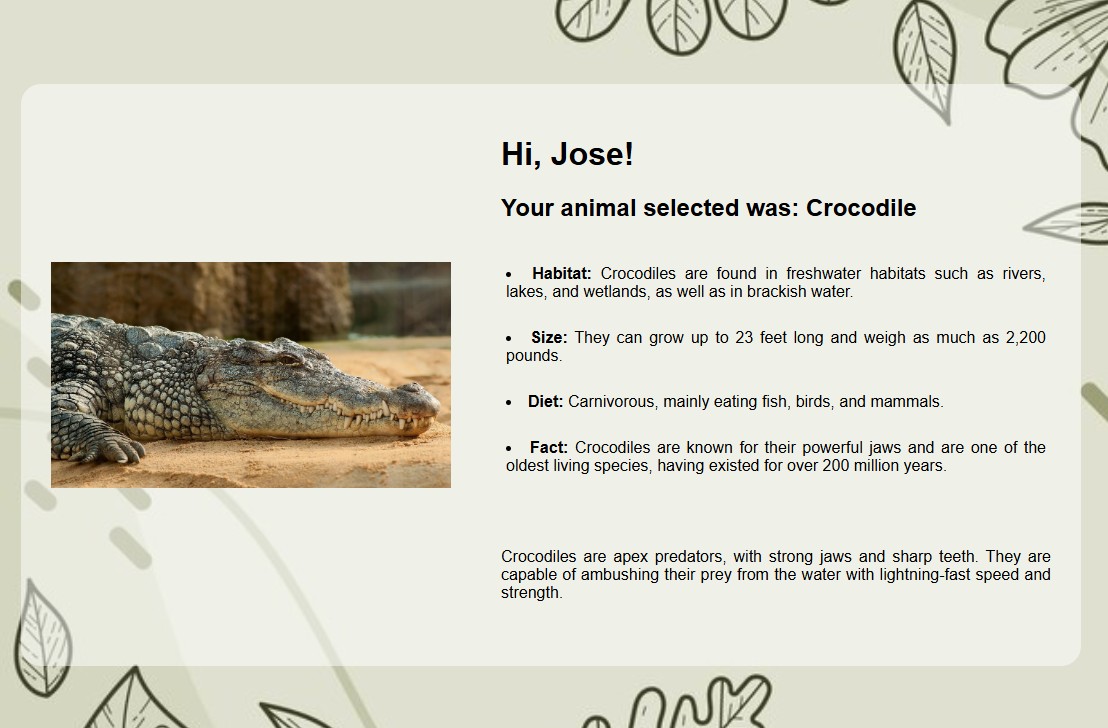 Hi, Jose!
Your animal selected was: Crocodile
• Habitat: Crocodiles are found in freshwater habitats such as rivers,
lakes, and wetlands, as well as in brackish water.
• Size: They can grow up to 23 feet long and weigh as much as 2,200
pounds.
• Diet: Carnivorous, mainly eating fish, birds, and mammals.
• Fact: Crocodiles are known for their powerful jaws and are one of the
oldest living species, having existed for over 200 million years.
Crocodiles are apex predators, with strong jaws and sharp teeth. They are
capable of ambushing their prey from the water with lightning-fast speed and
strength.